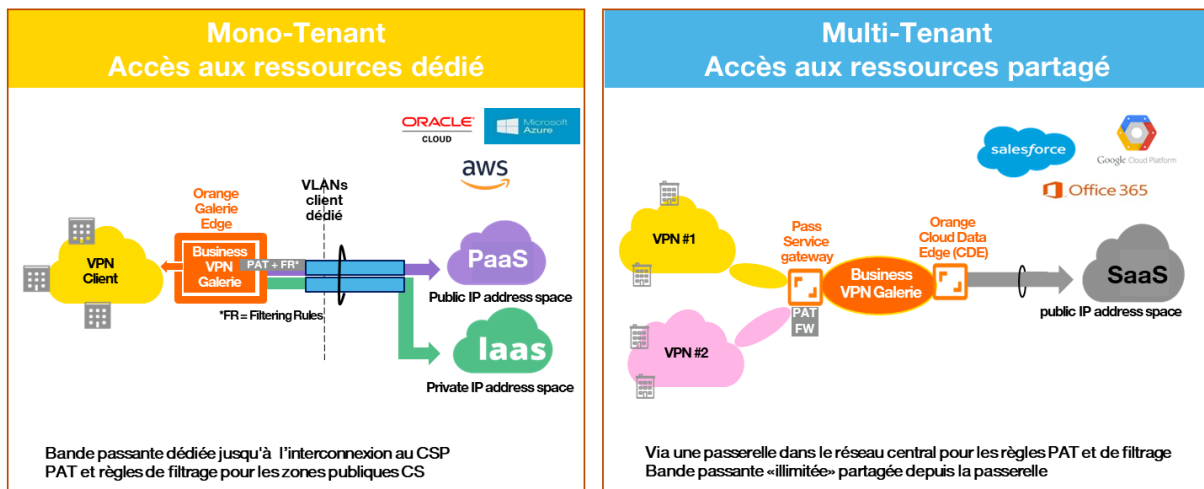 Mono-Tenant
Accès aux ressources dédié
ORACLE
CLOUD
Microsoft
Azure
aws
VLANs
client
dédié
Orange
Galerie
Edge
VPN
Client
Business
VPN
Galerie
PAT + FR*
PaaS
Public IP address space
*FR = Filtering Rules
Iaas
Private IP address space
Bande passante dédiée jusqu'à l'interconnexion au CSP
PAT et règles de filtrage pour les zones publiques CS
Multi-Tenant
Accès aux ressources partagé
salesforce
Google Cloud Platform
Office 365
VPN #1
Pass
Service
gateway
Orange
Cloud Data
Edge (CDE)
Business
VPN Galerie
SaaS
public IP address space
PAT
FW
VPN #2
Via une passerelle dans le réseau central pour les règles PAT et de filtrage
Bande passante «illimitée» partagée depuis la passerelle